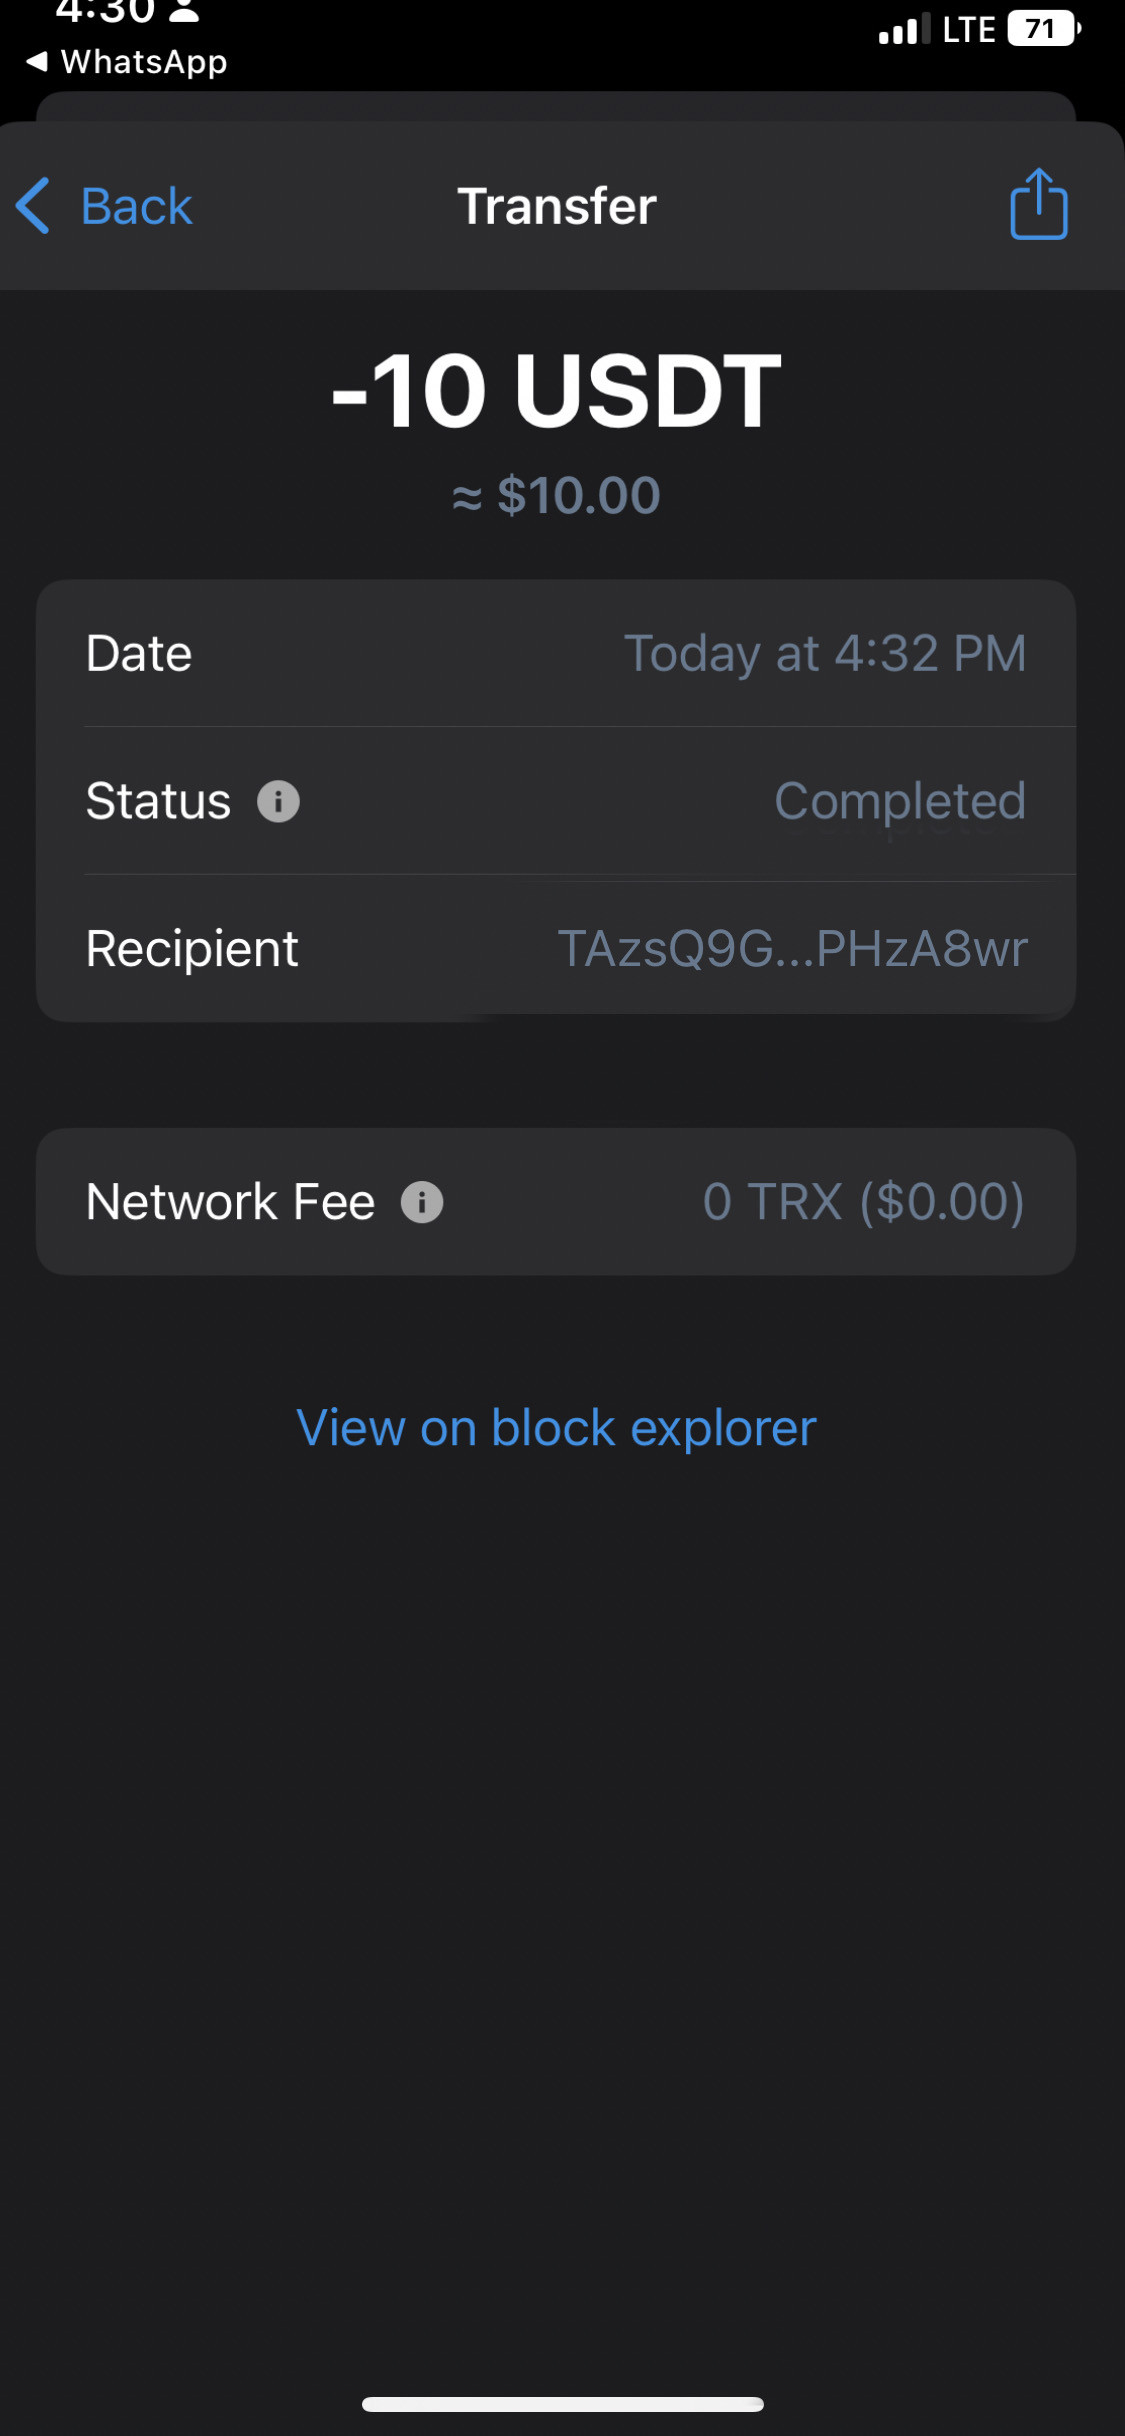 4:30
LTE 71
WhatsApp
Back Transfer
-10 USDT
≈ $10.00
Date Today at 4:32 PM
Status Completed
Recipient TAzsQ9G...PHzA8wr
Network Fee 0 TRX ($0.00)
View on block explorer